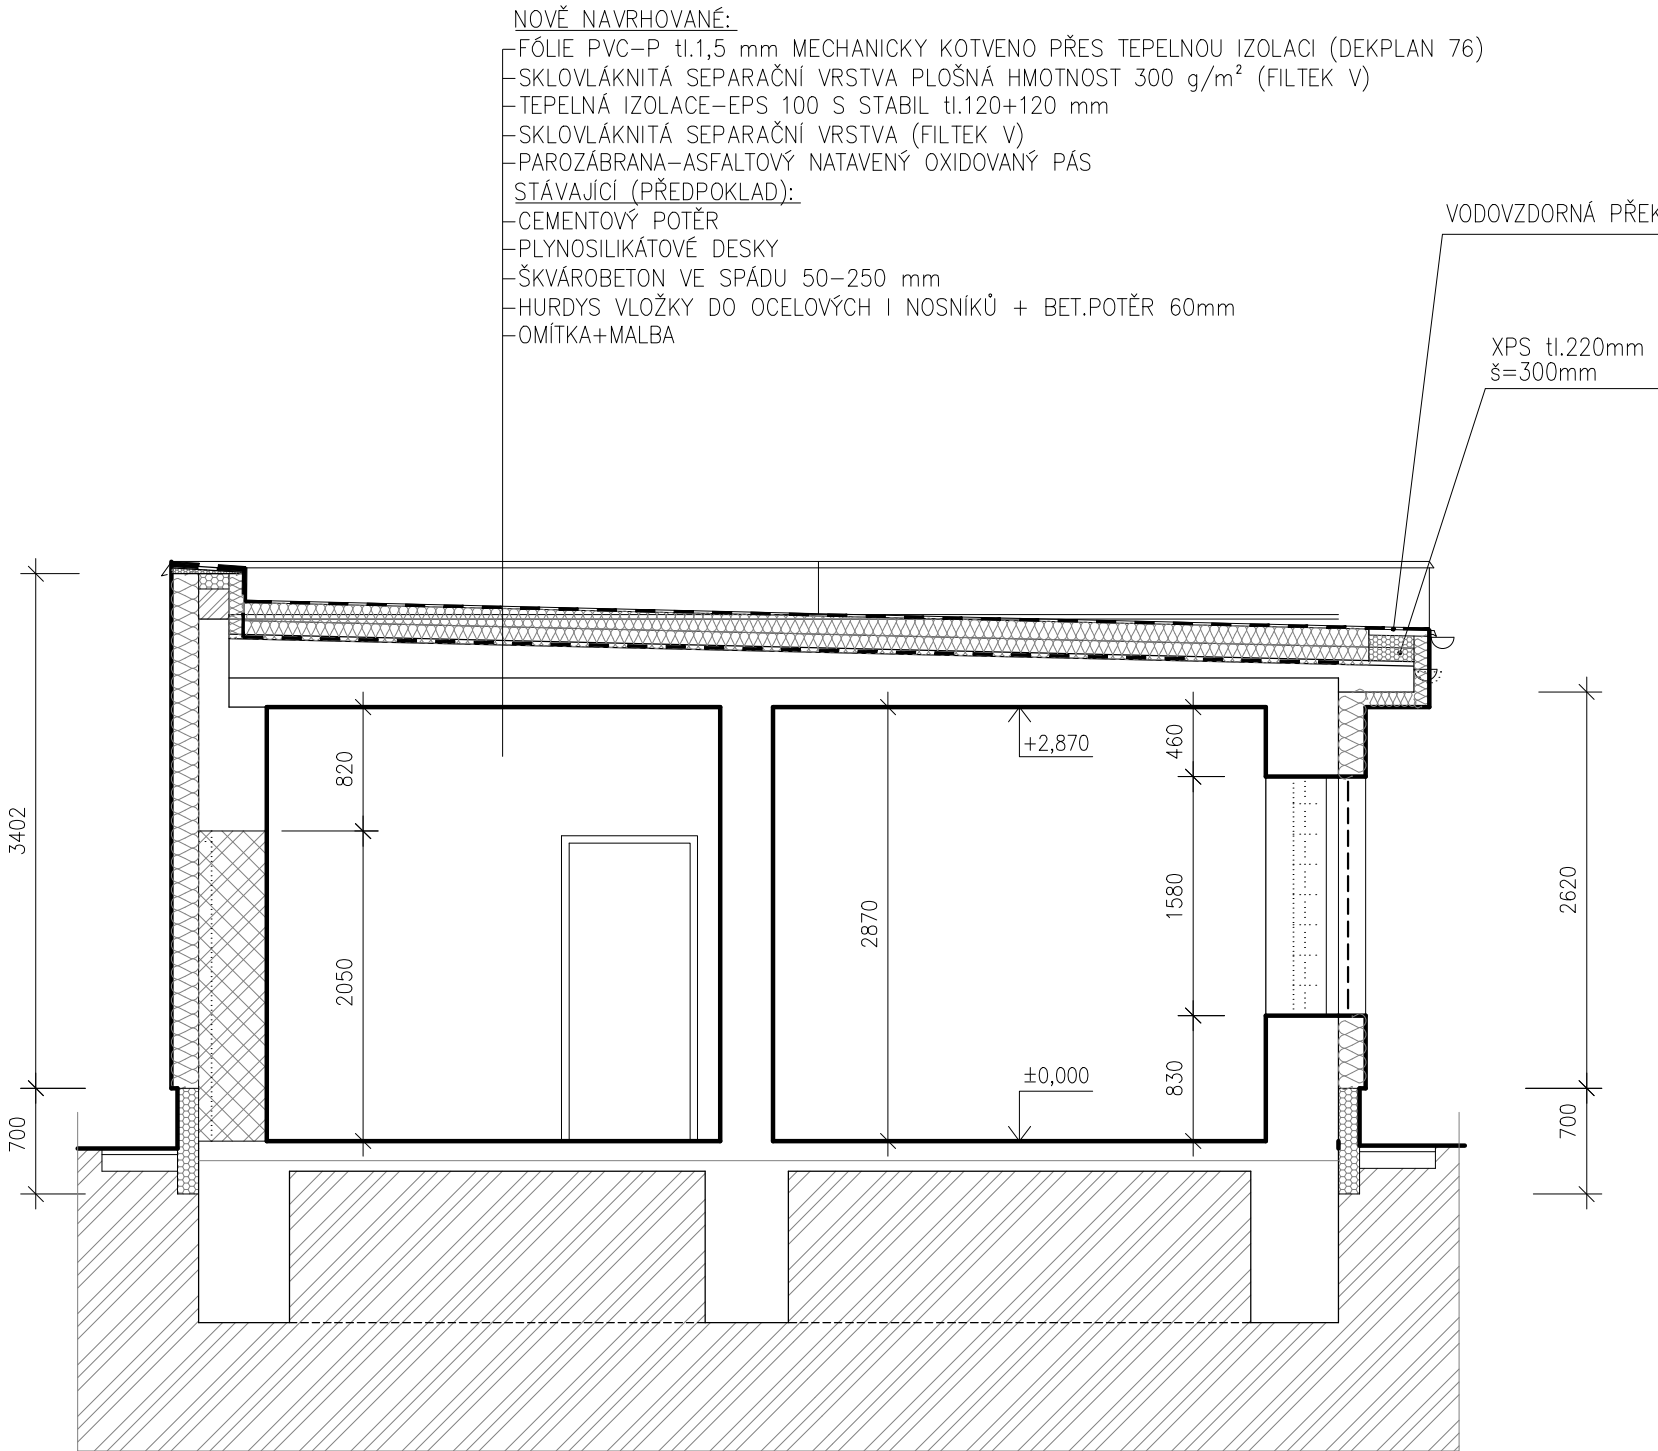 NOVĚ NAVRHOVANÉ:
FÓLIE PVC-P tl.1,5 mm MECHANICKY KOTVENO PŘES TEPELNOU IZOLACI (DEKPLAN 76)
SKLOVLÁKNITÁ SEPARAČNÍ VRSTVA PLOŠNÁ HMOTNOST 300 g/m² (FILTEK V)
TEPELNÁ IZOLACE-EPS 100 S STABIL tl.120+120 mm
SKLOVLÁKNITÁ SEPARAČNÍ VRSTVA (FILTEK V)
PAROZÁBRANA-ASFALTOVÝ NATAVENÝ OXIDOVANÝ PÁS
STÁVAJÍCÍ (PŘEDPOKLAD):
CEMENTOVÝ POTĚR
PLYNOSILIKÁTOVÉ DESKY
ŠKVÁROBETON VE SPÁDU 50-250 mm
HURDYS VLOŽKY DO OCELOVÝCH I NOSNÍKŮ + BET.POTĚR 60mm
OMÍTKA+MALBA
VODOVZDORNÁ PŘEK
XPS tl.220mm
š=300mm
3402
700
820
2050
2870
+2,870
±0,000
460
1580
830
2620
700